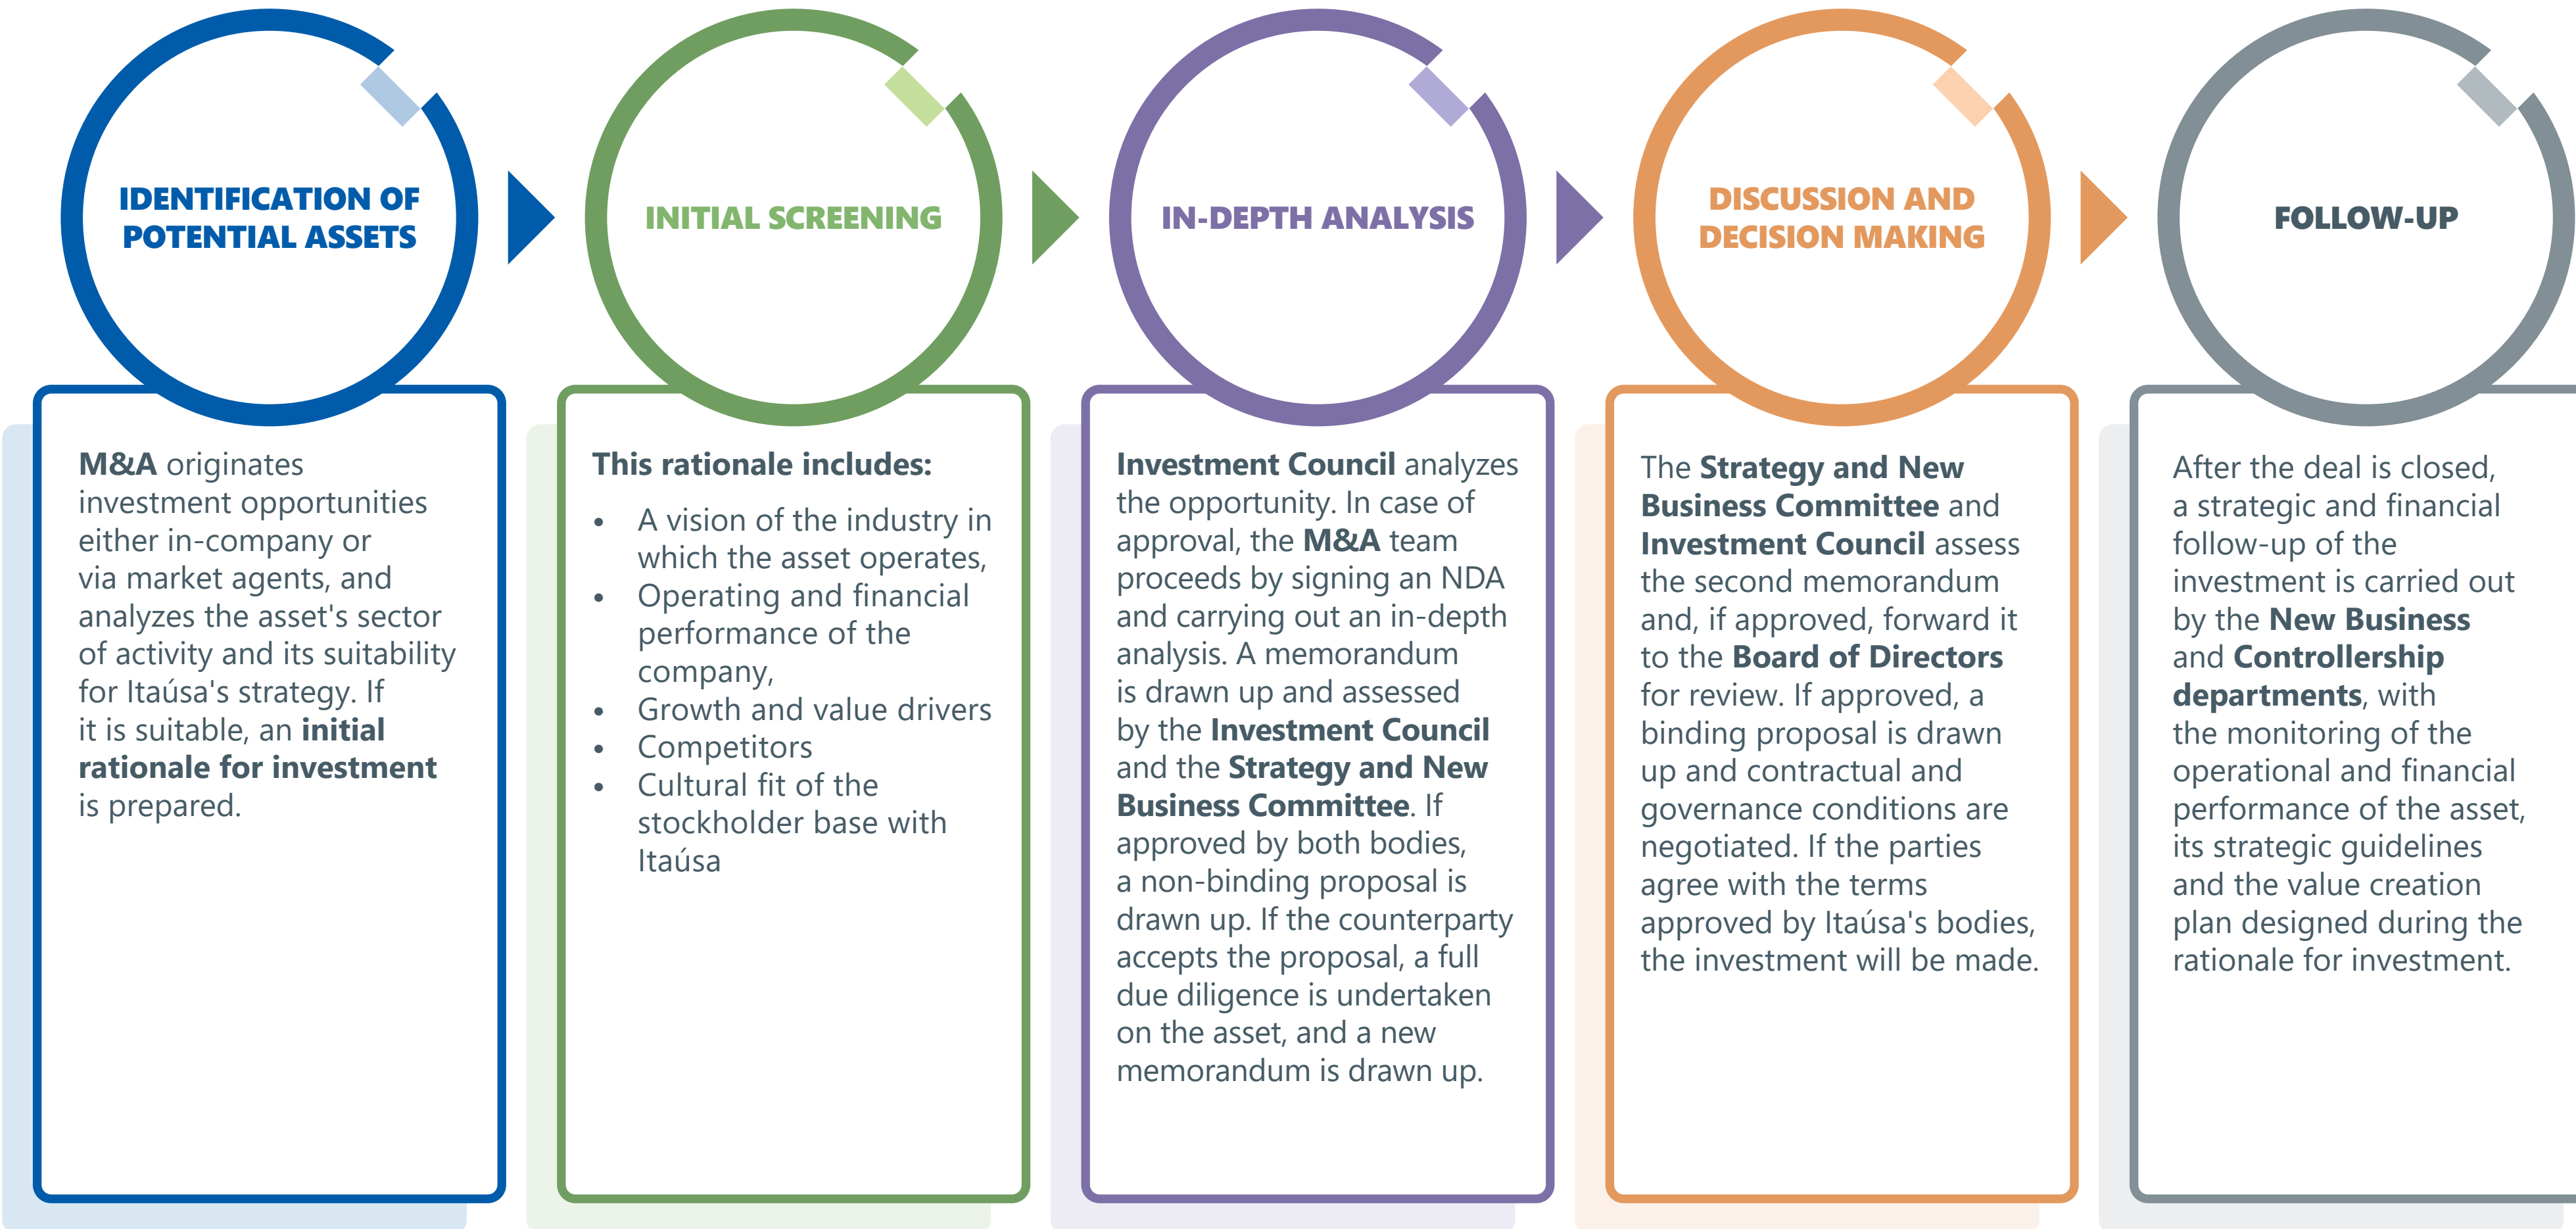 IDENTIFICATION OF
POTENTIAL ASSETS
M&A originates
investment opportunities
either in-company or
via market agents, and
analyzes the asset's sector
of activity and its suitability
for Itaúsa's strategy. If
it is suitable, an initial
rationale for investment
is prepared.
INITIAL SCREENING
This rationale includes:
• A vision of the industry in
which the asset operates,
• Operating and financial
performance of the
company,
• Growth and value drivers
• Competitors
• Cultural fit of the
stockholder base with
Itaúsa
IN-DEPTH ANALYSIS
Investment Council analyzes
the opportunity. In case of
approval, the M&A team
proceeds by signing an NDA
and carrying out an in-depth
analysis. A memorandum
is drawn up and assessed
by the Investment Council
and the Strategy and New
Business Committee. If
approved by both bodies,
a non-binding proposal is
drawn up. If the counterparty
accepts the proposal, a full
due diligence is undertaken
on the asset, and a new
memorandum is drawn up.
DISCUSSION AND
DECISION MAKING
The Strategy and New
Business Committee and
Investment Council assess
the second memorandum
and, if approved, forward it
to the Board of Directors
for review. If approved, a
binding proposal is drawn
up and contractual and
governance conditions are
negotiated. If the parties
agree with the terms
approved by Itaúsa's bodies,
the investment will be made.
FOLLOW-UP
After the deal is closed,
a strategic and financial
follow-up of the
investment is carried out
by the New Business
and Controllership
departments, with
the monitoring of the
operational and financial
performance of the asset,
its strategic guidelines
and the value creation
plan designed during the
rationale for investment.